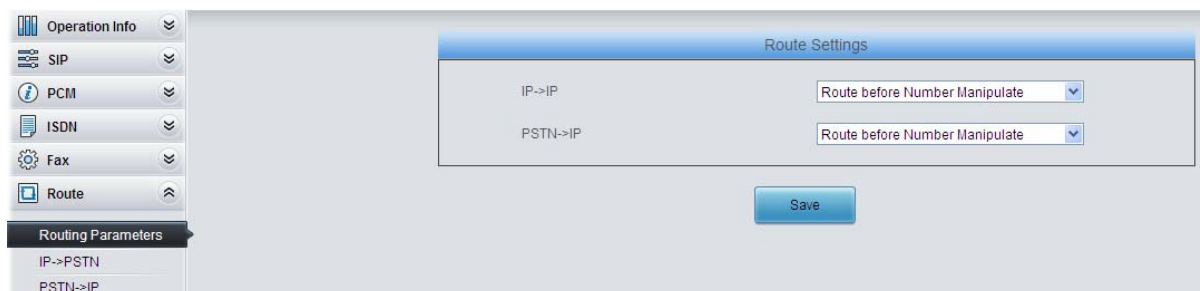 Operation Info
SIP
PCM
ISDN
Fax
Route
Routing Parameters
IP->PSTN
PSTN->IP
Route Settings
IP->IP
Route before Number Manipulate
PSTN->IP
Route before Number Manipulate
Save